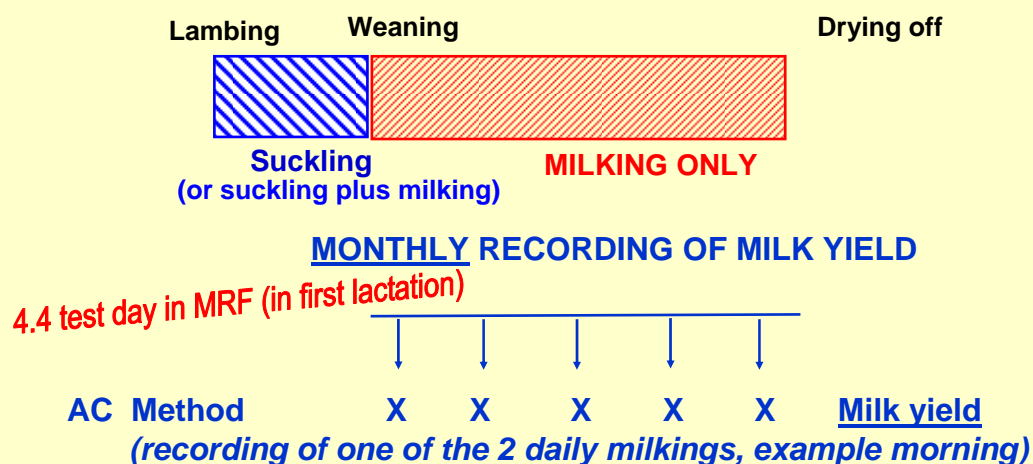 Lambing Weaning Drying off
Suckling MILKING ONLY
(or suckling plus milking)
MONTHLY RECORDING OF MILK YIELD
4.4 test day in MRF (in first lactation)
AC Method X X X X X Milk yield
(recording of one of the 2 daily milkings, example morning)